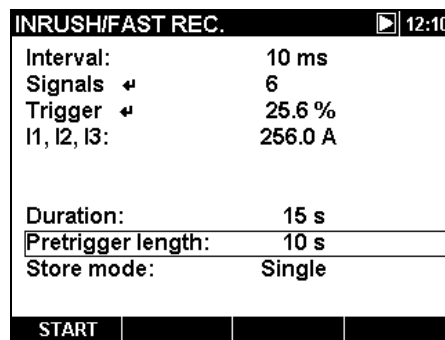 INRUSH/FAST REC. 12:10
Interval: 10 ms
Signals ↵ 6
Trigger ↵ 25.6 %
I1, I2, I3: 256.0 A
Duration: 15 s
Pretrigger length: 10 s
Store mode: Single
START